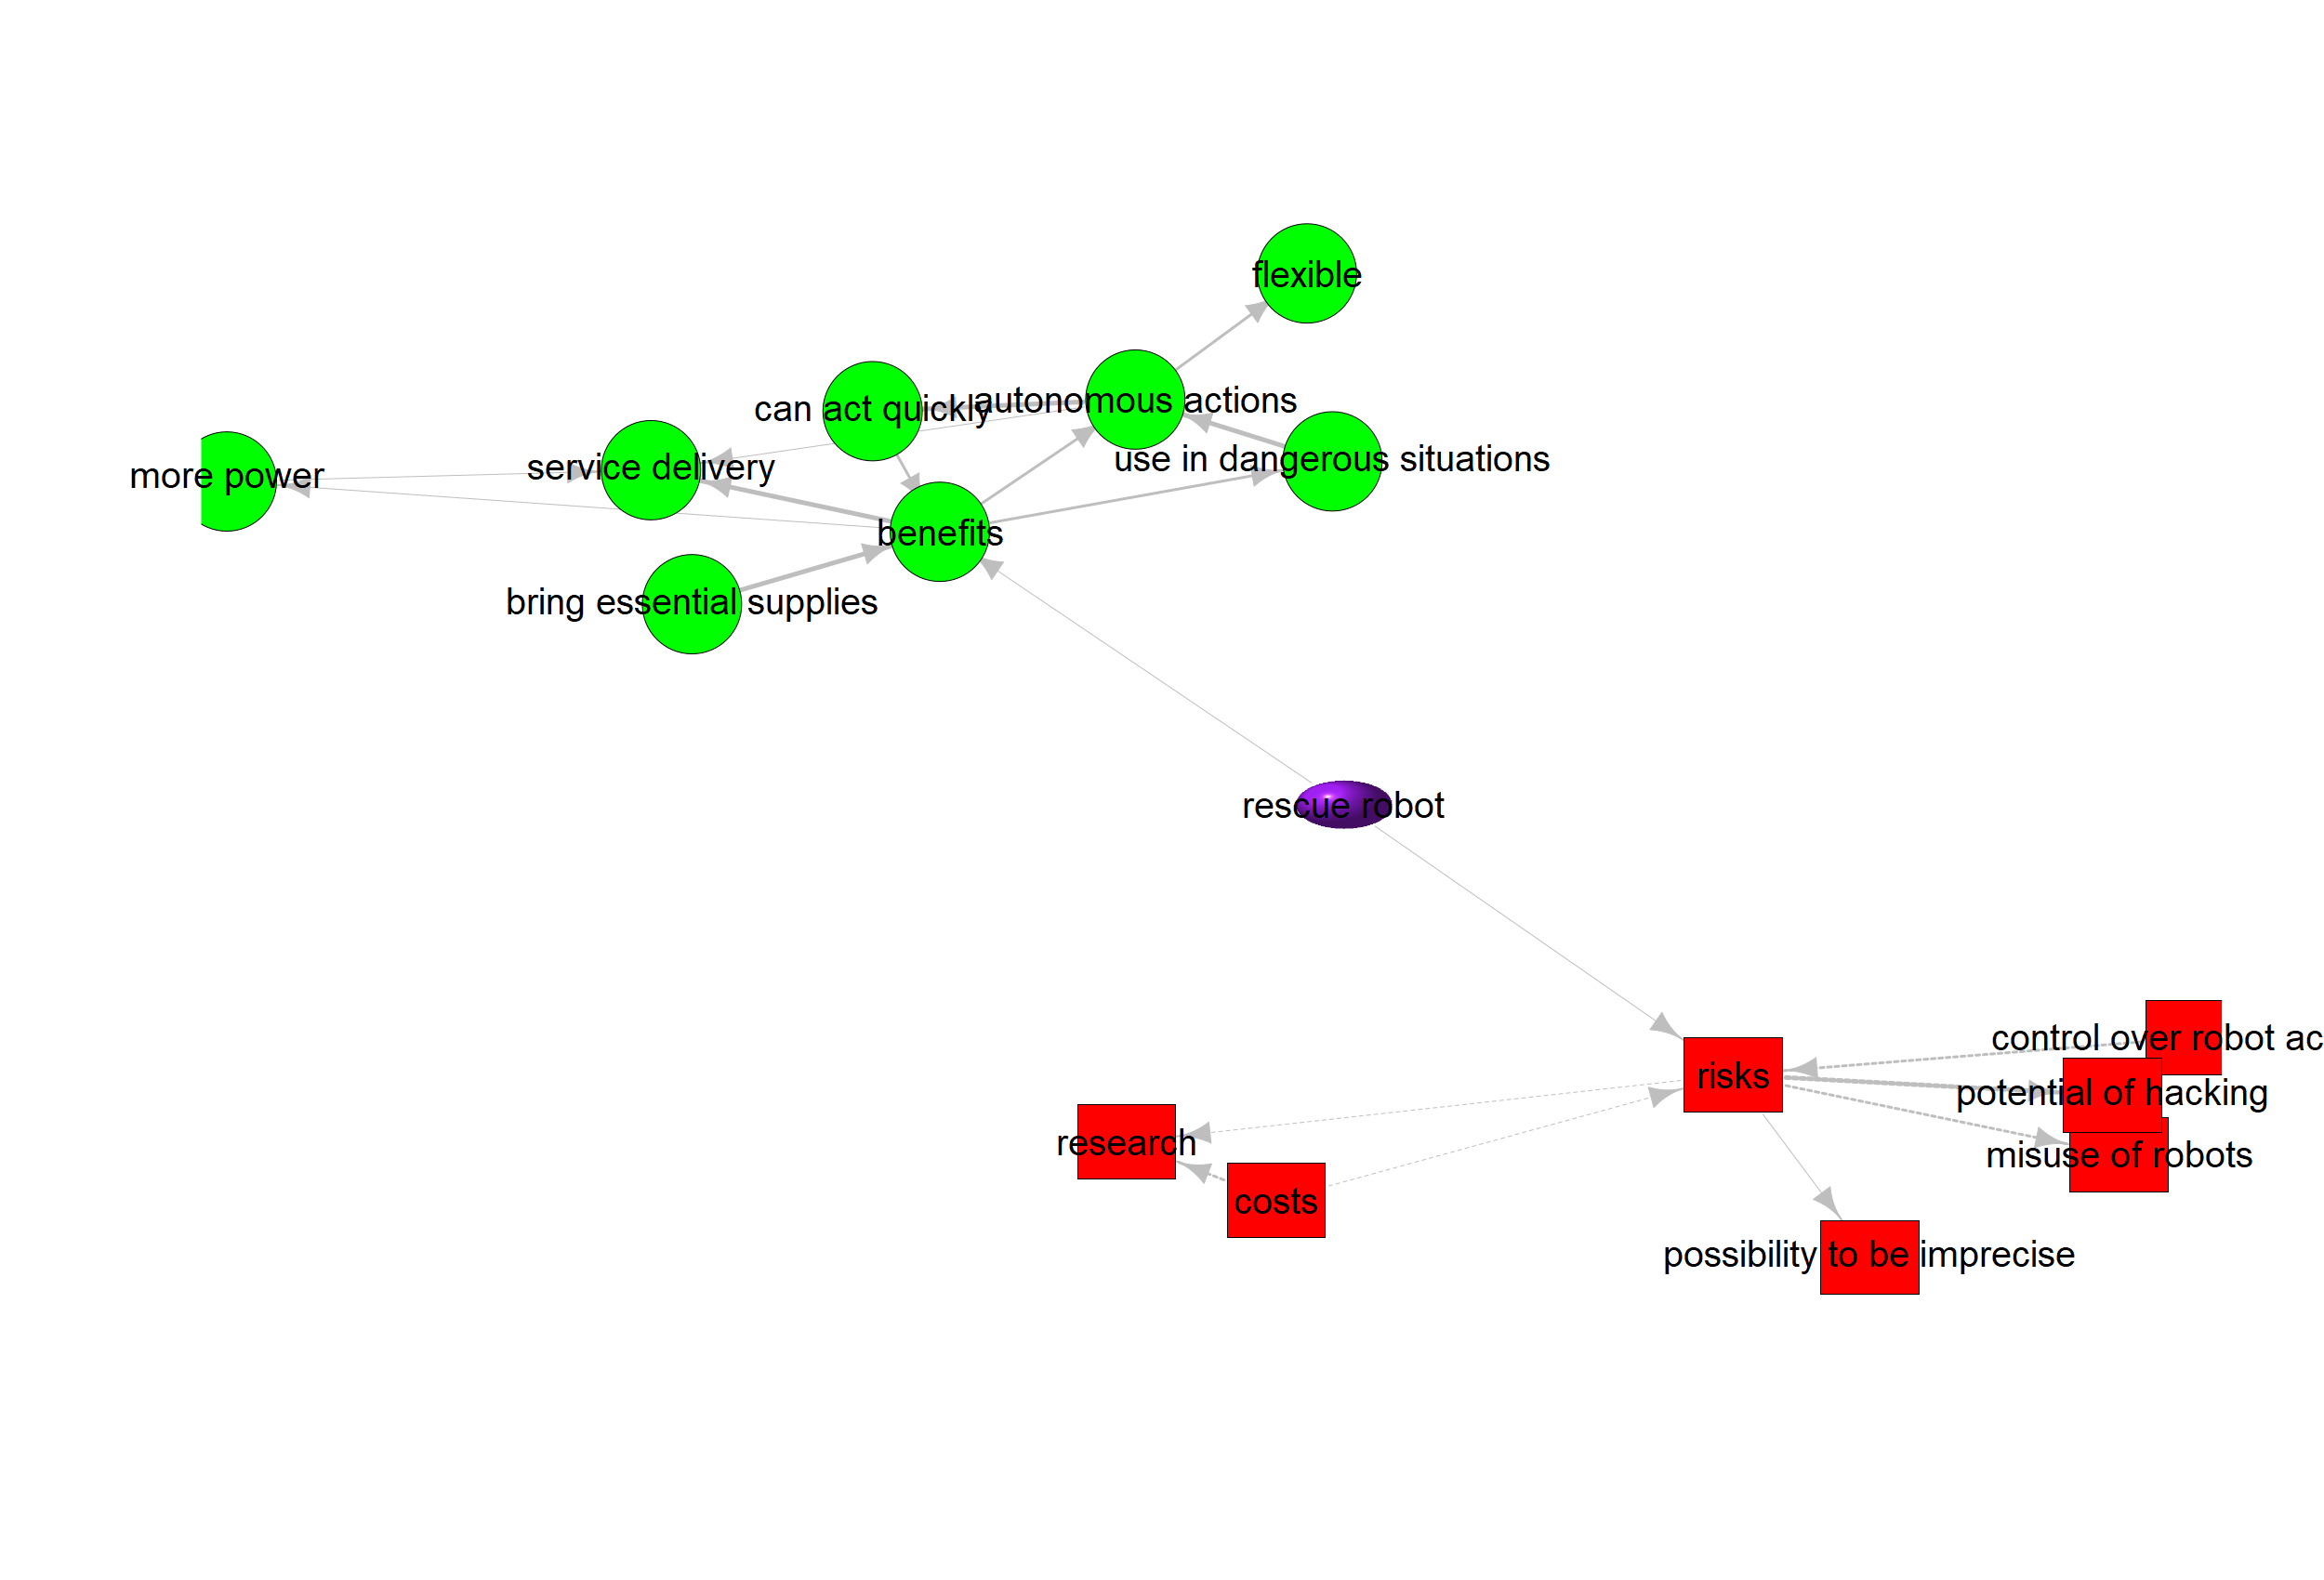 flexible
can act quickly
autonomous actions
use in dangerous situations
service delivery
more power
benefits
bring essential supplies
rescue robot
control over robot ac
risks
potential of hacking
research
misuse of robots
costs
possibility to be imprecise